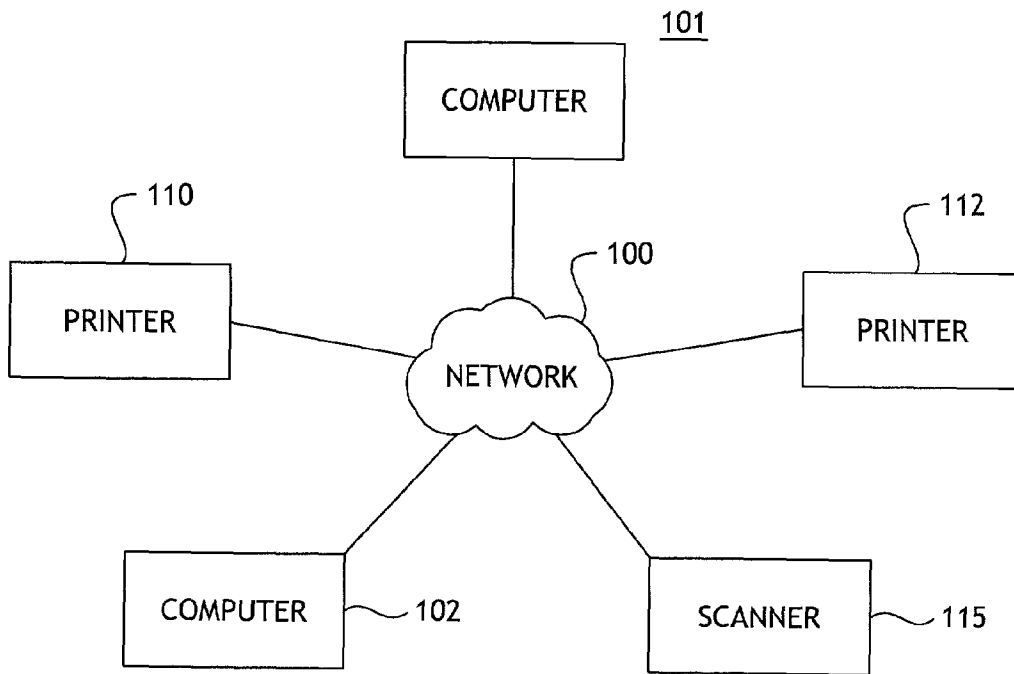 101
COMPUTER
110
112
100
PRINTER
PRINTER
NETWORK
COMPUTER
102
SCANNER
115